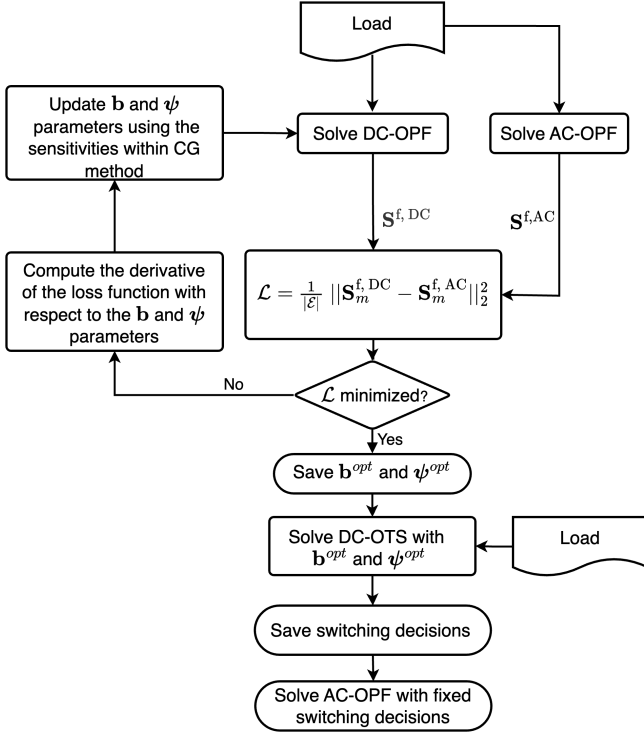 Load
Update b and ψ
parameters using the
sensitivities within CG
method
Solve DC-OPF
Solve AC-OPF
S^{f, DC}
S^{f,AC}
Compute the derivative
of the loss function with
respect to the b and ψ
parameters
ℒ = \frac{1}{|ℰ|} ||S_m^{f, DC} − S_m^{f, AC}||_2^2
No
ℒ minimized?
Yes
Save b^{opt} and ψ^{opt}
Solve DC-OTS with
b^{opt} and ψ^{opt}
Load
Save switching decisions
Solve AC-OPF with fixed
switching decisions